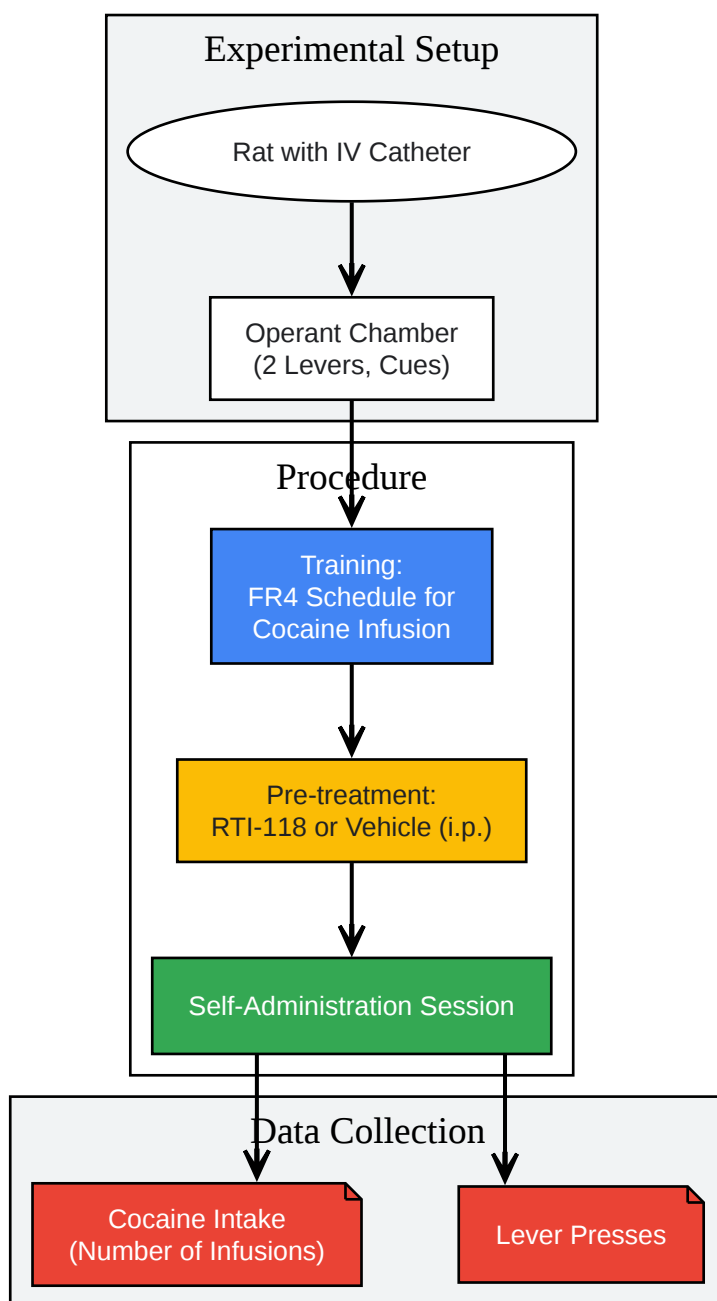 Experimental Setup
Rat with IV Catheter
Operant Chamber
(2 Levers, Cues)
Procedure
Training:
FR4 Schedule for
Cocaine Infusion
Pre-treatment:
RTI-118 or Vehicle (i.p.)
Self-Administration Session
Data Collection
Cocaine Intake
(Number of Infusions)
Lever Presses